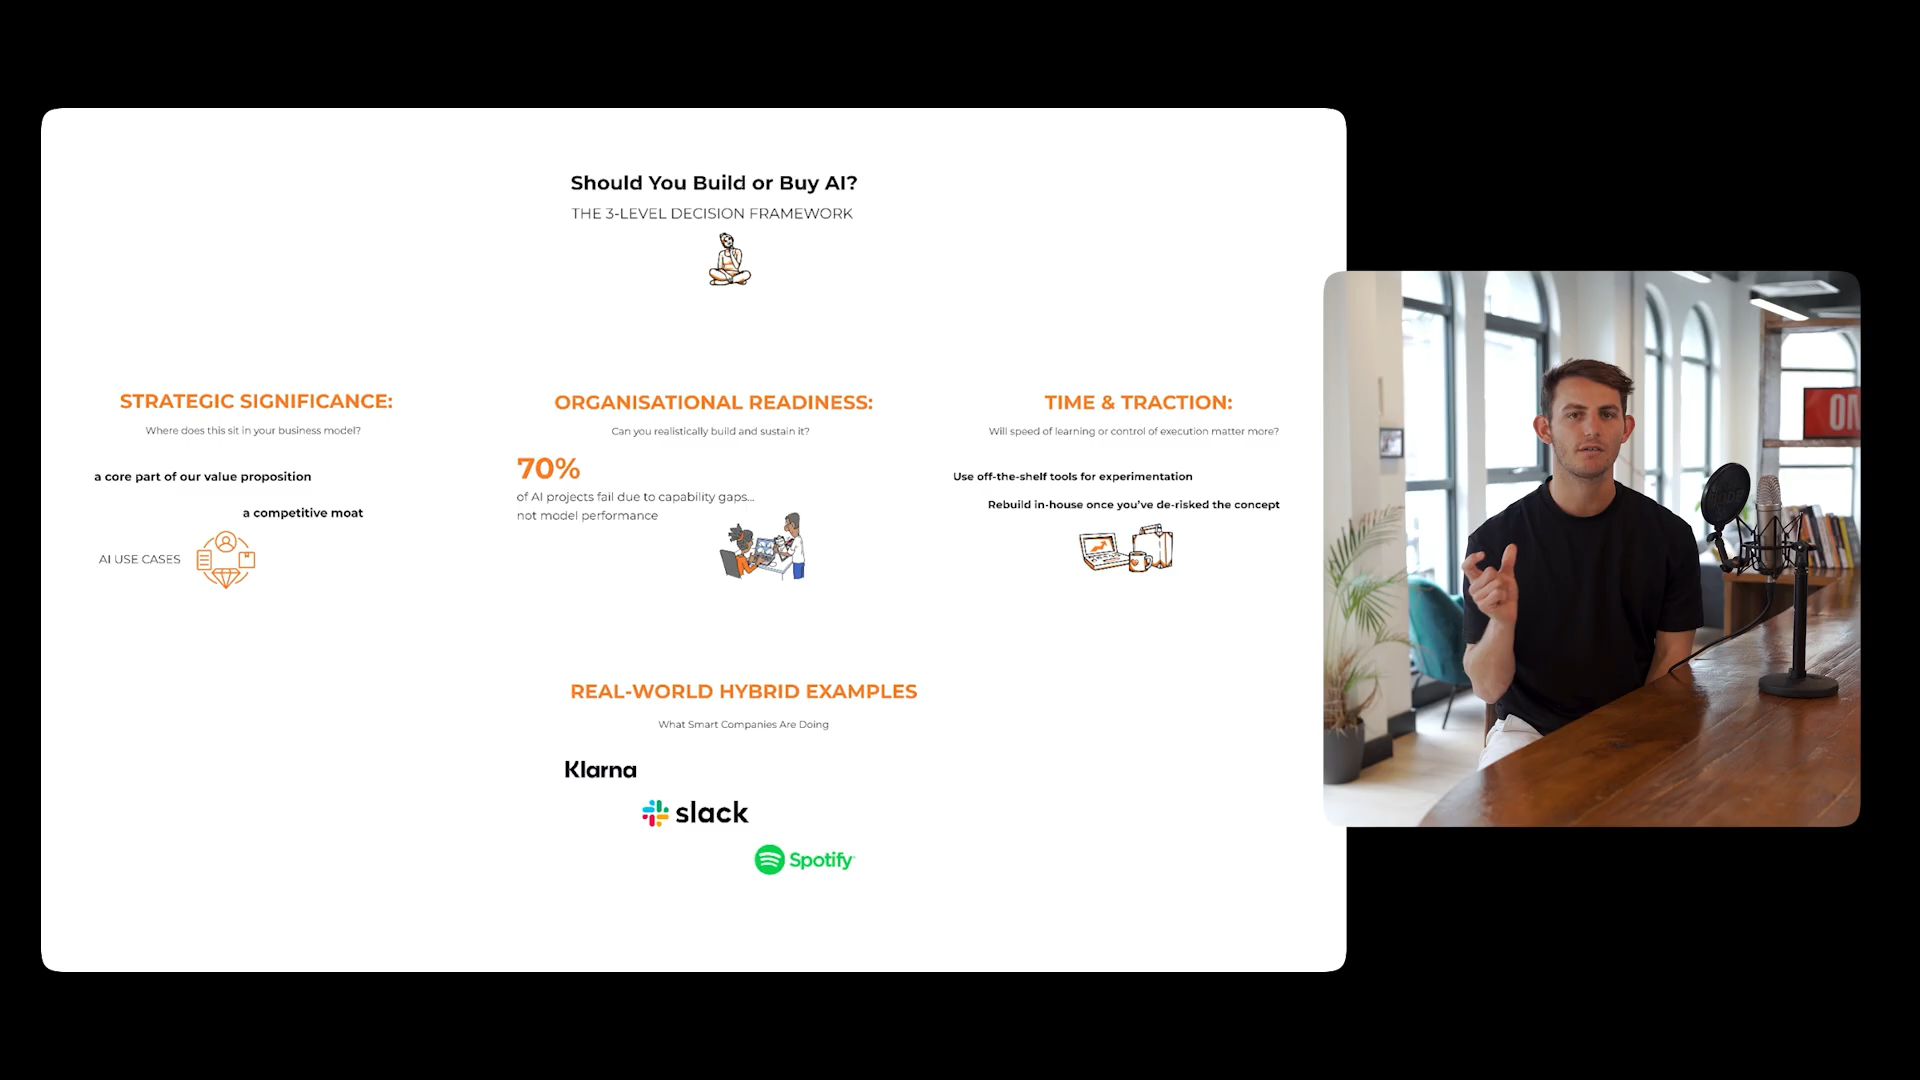 Should You Build or Buy AI?
THE 3-LEVEL DECISION FRAMEWORK
STRATEGIC SIGNIFICANCE:
Where does this sit in your business model?
a core part of our value proposition
a competitive moat
AI USE CASES
ORGANISATIONAL READINESS:
Can you realistically build and sustain it?
70%
of AI projects fail due to capability gaps...
not model performance
TIME & TRACTION:
Will speed of learning or control of execution matter more?
Use off-the-shelf tools for experimentation
Rebuild in-house once you've de-risked the concept
REAL-WORLD HYBRID EXAMPLES
What Smart Companies Are Doing
Klarna
slack
Spotify